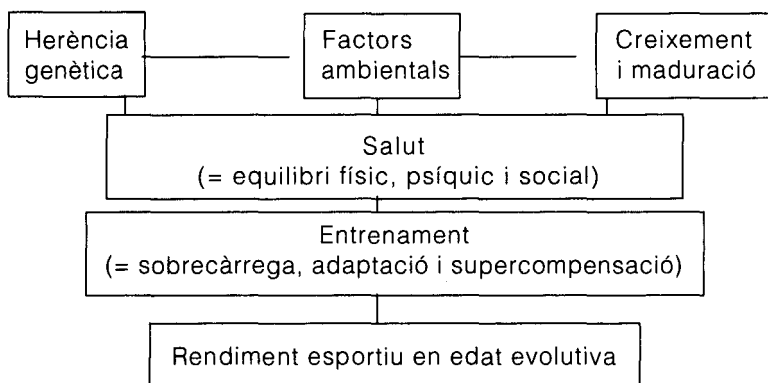 Herència
genètica
Factors
ambientals
Creixement
i maduració
Salut
(= equilibri físic, psíquic i social)
Entrenament
(= sobrecàrrega, adaptació i supercompensació)
Rendiment esportiu en edat evolutiva